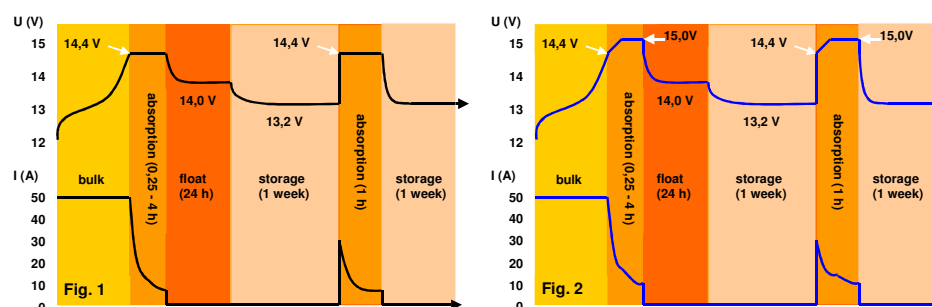 U (V)
15
14
13
12
I (A)
50
40
30
20
10
0
14,4 V
14,0 V
13,2 V
14,4 V
bulk
absorption (0,25 - 4 h)
float
(24 h)
storage
(1 week)
absorption (1 h)
storage
(1 week)
Fig. 1
U (V)
15
14
13
12
I (A)
50
40
30
20
10
0
14,4 V
15,0V
14,0 V
13,2 V
14,4 V
15,0V
bulk
absorption (0,25 - 4 h)
float
(24 h)
storage
(1 week)
absorption (1 h)
storage
(1 week)
Fig. 2